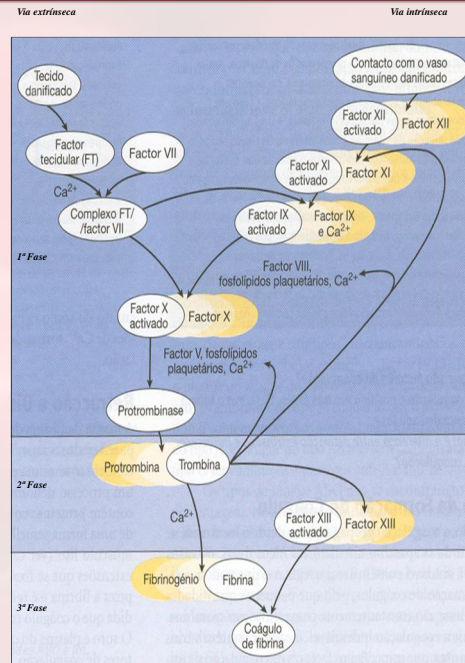 Via extrínseca
Via intrínseca
Tecido
danificado
Contacto com o vaso
sanguíneo danificado
Factor XII
activado
Factor XII
Factor
tecidular (FT)
Factor VII
Factor XI
activado
Factor XI
Ca²⁺
Complexo FT/
/factor VII
Factor IX
activado
Factor IX
e Ca²⁺
1ª Fase
Factor VIII,
fosfolípidos plaquetários, Ca²⁺
Factor X
activado
Factor X
Factor V, fosfolípidos
plaquetários, Ca²⁺
Protrombinase
Protrombina
Trombina
2ª Fase
Ca²⁺
Factor XIII
activado
Factor XIII
Fibrinogénio
Fibrina
3ª Fase
Coágulo
de fibrina